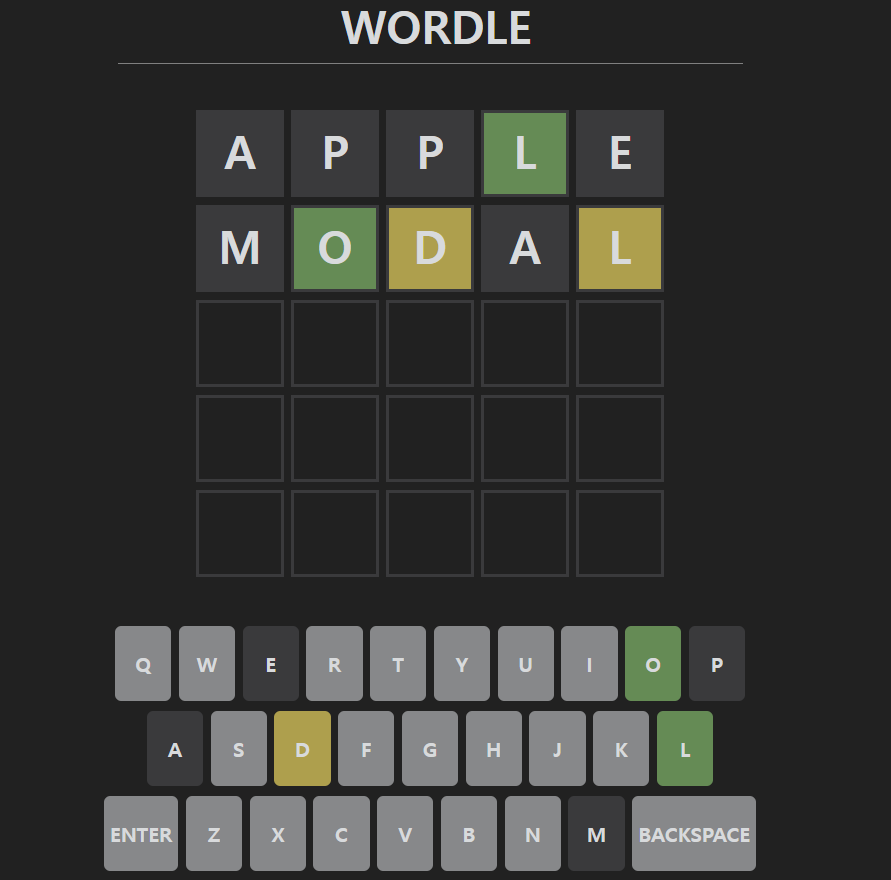 WORDLE
A P P L E
M O D A L
Q W E R T Y U I O P
A S D F G H J K L
ENTER Z X C V B N M BACKSPACE